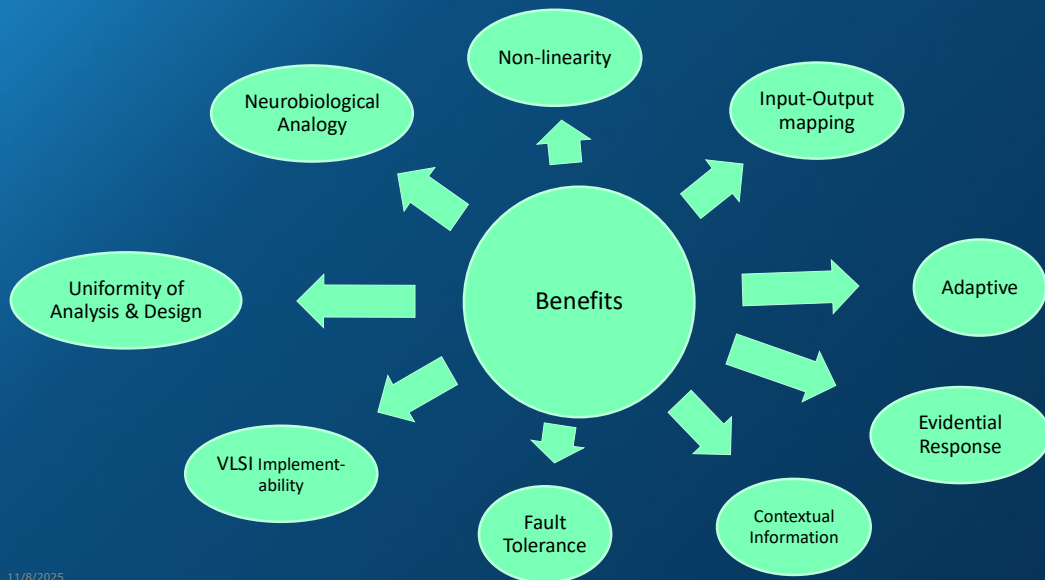 Non-linearity
Neurobiological
Analogy
Input-Output
mapping
Uniformity of
Analysis & Design
Benefits
Adaptive
Evidential
Response
VLSI Implement-
ability
Fault
Tolerance
Contextual
Information
11/8/2025